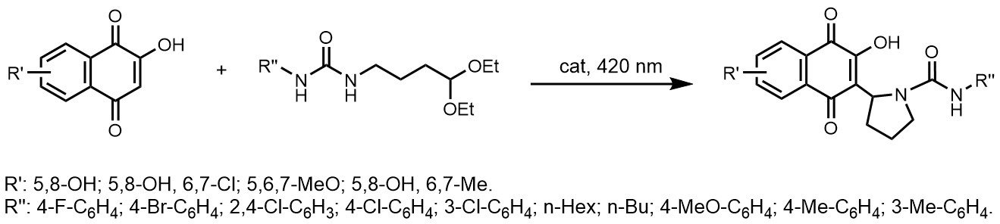 O
OH
R'
O
+
O
R"
N
H
N
H
OEt
OEt
cat, 420 nm
O
OH
R'
O
N
O
N
H
R"
R': 5,8-OH; 5,8-OH, 6,7-Cl; 5,6,7-MeO; 5,8-OH, 6,7-Me.
R": 4-F-C₆H₄; 4-Br-C₆H₄; 2,4-Cl-C₆H₃; 4-Cl-C₆H₄; 3-Cl-C₆H₄; n-Hex; n-Bu; 4-MeO-C₆H₄; 4-Me-C₆H₄; 3-Me-C₆H₄.